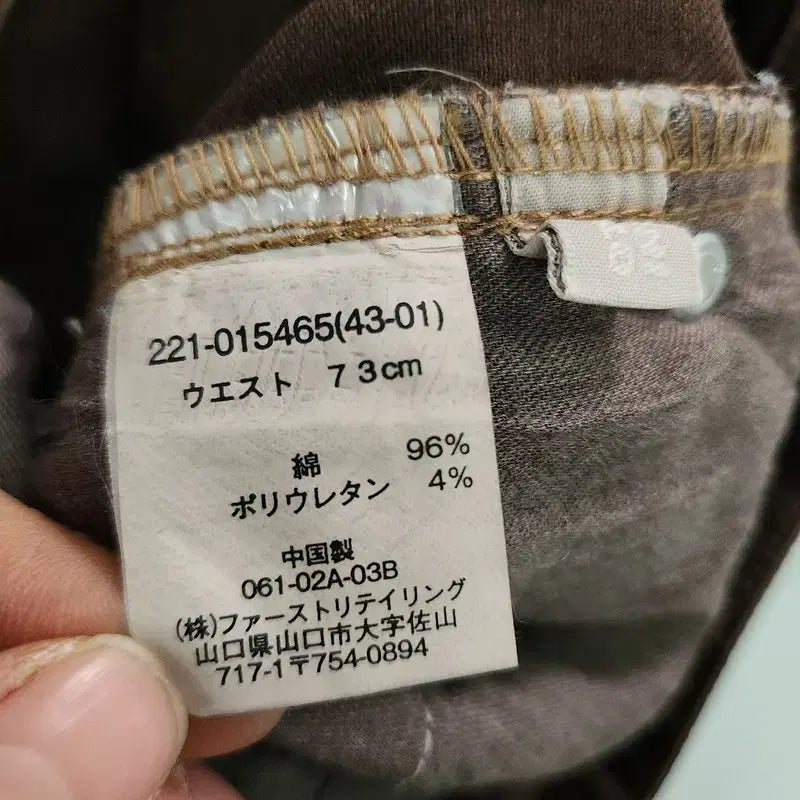 221-015465(43-01)
ウエスト 73cm
綿 96%
ポリウレタン 4%
中国製
061-02A-03B
(株)ファーストリテイリング
山口県山口市大字佐山
717-1〒754-0894